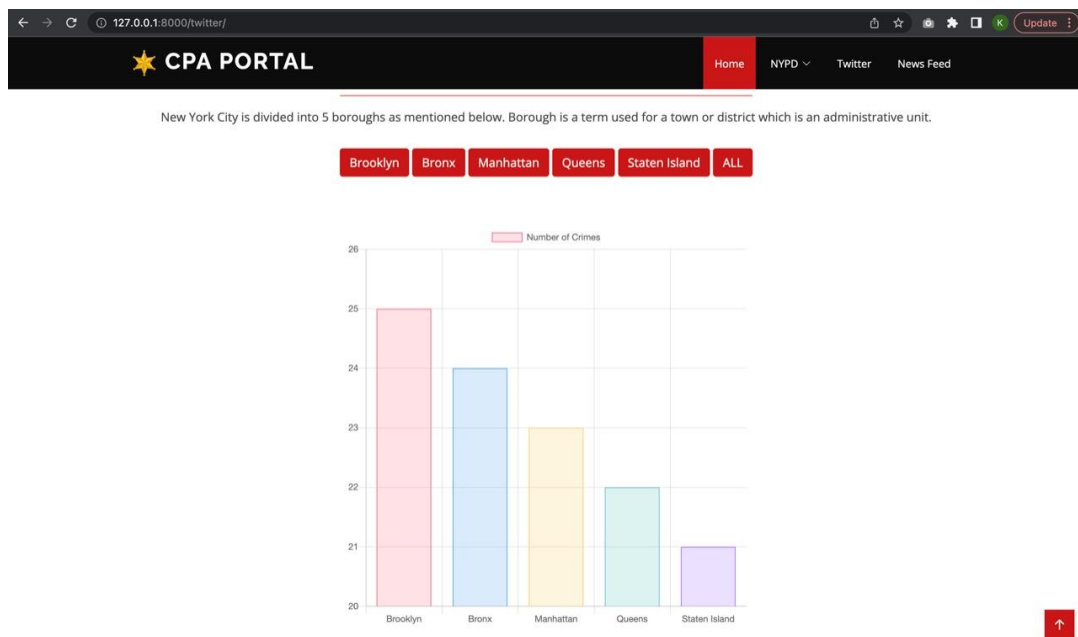 127.0.0.1:8000/twitter/ K Update
CPA PORTAL Home NYPD Twitter News Feed
New York City is divided into 5 boroughs as mentioned below. Borough is a term used for a town or district which is an administrative unit.
Brooklyn Bronx Manhattan Queens Staten Island ALL
Number of Crimes
26
25
24
23
22
21
20
Brooklyn Bronx Manhattan Queens Staten Island